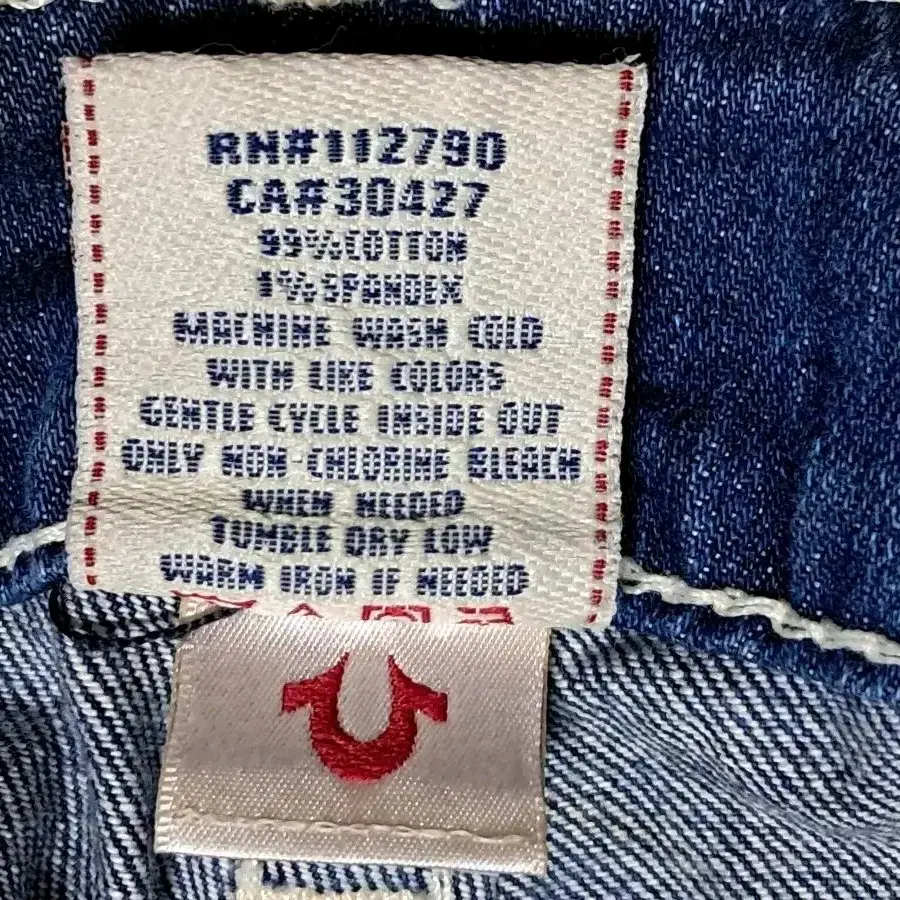 RN#112790
CA#30427
99%COTTON
1%SPANDEX
MACHINE WASH COLD
WITH LIKE COLORS
GENTLE CYCLE INSIDE OUT
ONLY NON-CHLORINE BLEACH
WHEN NEEDED
TUMBLE DRY LOW
WARM IRON IF NEEDED